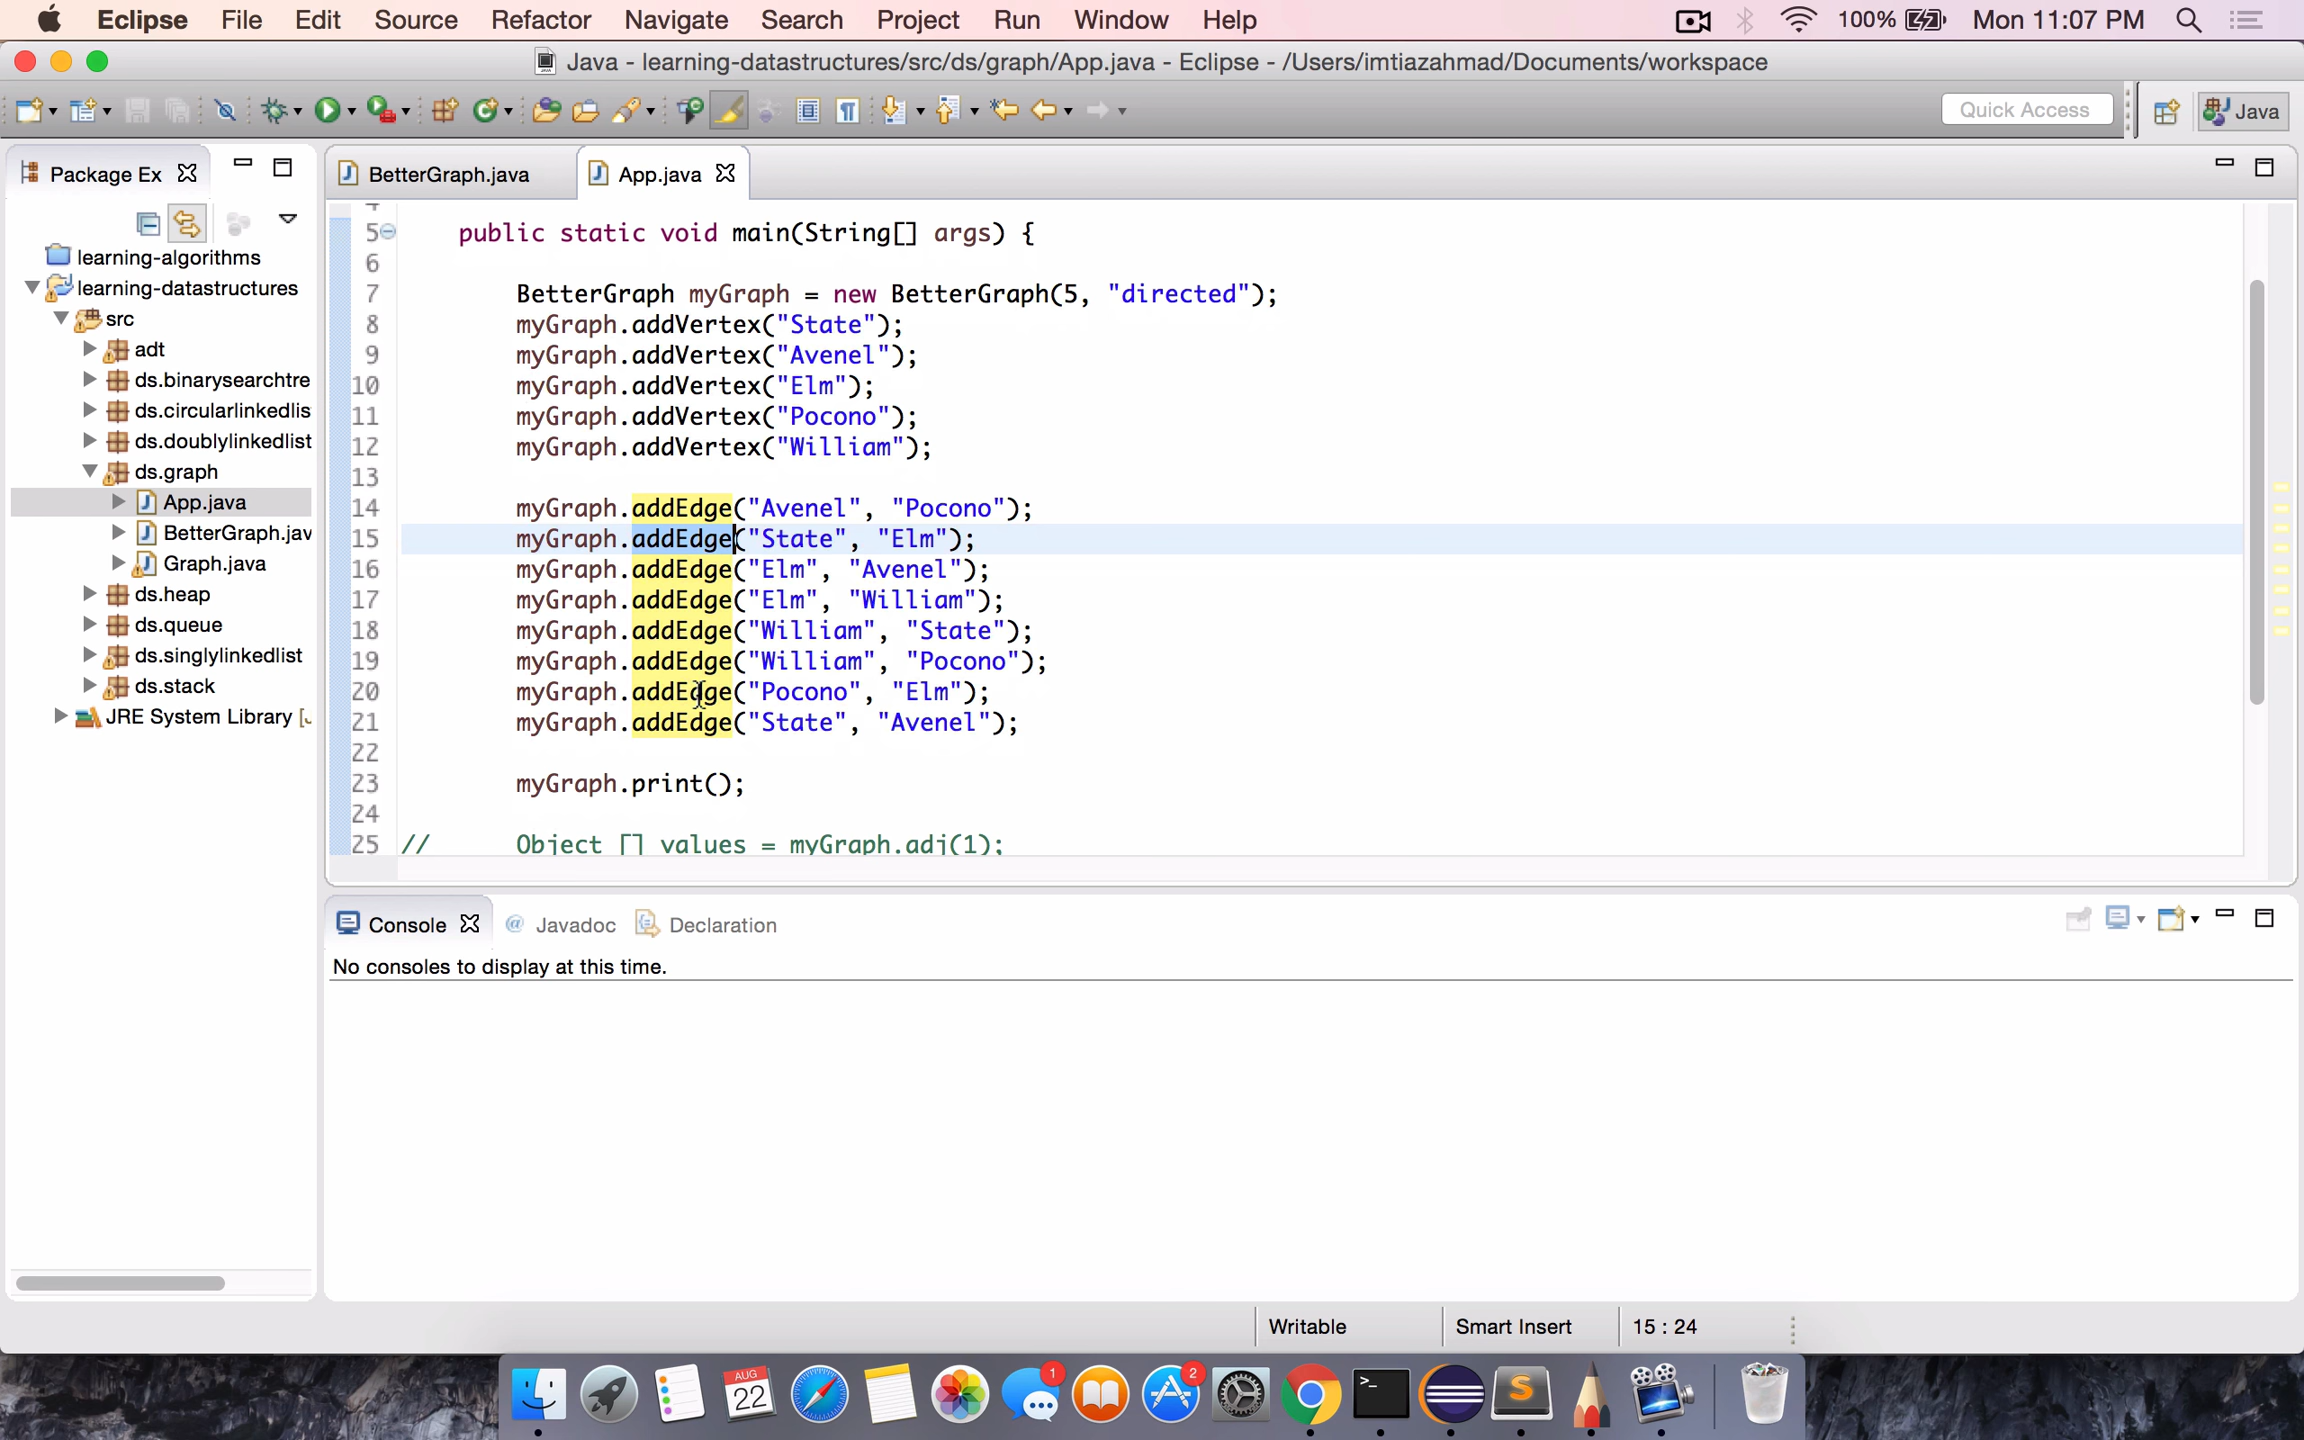 Eclipse File Edit Source Refactor Navigate Search Project Run Window Help 100% Mon 11:07 PM
Java - learning-datastructures/src/ds/graph/App.java - Eclipse - /Users/imtiazahmad/Documents/workspace
Quick Access Java
Package Ex
BetterGraph.java App.java
learning-algorithms
learning-datastructures
src
adt
ds.binarysearchtre
ds.circularlinkedlis
ds.doublylinkedlist
ds.graph
App.java
BetterGraph.jav
Graph.java
ds.heap
ds.queue
ds.singlylinkedlist
ds.stack
JRE System Library [
4
5 public static void main(String[] args) {
6
7 BetterGraph myGraph = new BetterGraph(5, "directed");
8 myGraph.addVertex("State");
9 myGraph.addVertex("Avenel");
10 myGraph.addVertex("Elm");
11 myGraph.addVertex("Pocono");
12 myGraph.addVertex("William");
13
14 myGraph.addEdge("Avenel", "Pocono");
15 myGraph.addEdge("State", "Elm");
16 myGraph.addEdge("Elm", "Avenel");
17 myGraph.addEdge("Elm", "William");
18 myGraph.addEdge("William", "State");
19 myGraph.addEdge("William", "Pocono");
20 myGraph.addEdge("Pocono", "Elm");
21 myGraph.addEdge("State", "Avenel");
22
23 myGraph.print();
24
25 // Object [] values = myGraph.adj(1);
Console @ Javadoc Declaration
No consoles to display at this time.
Writable Smart Insert 15 : 24
AUG
22
1
2
>_
S